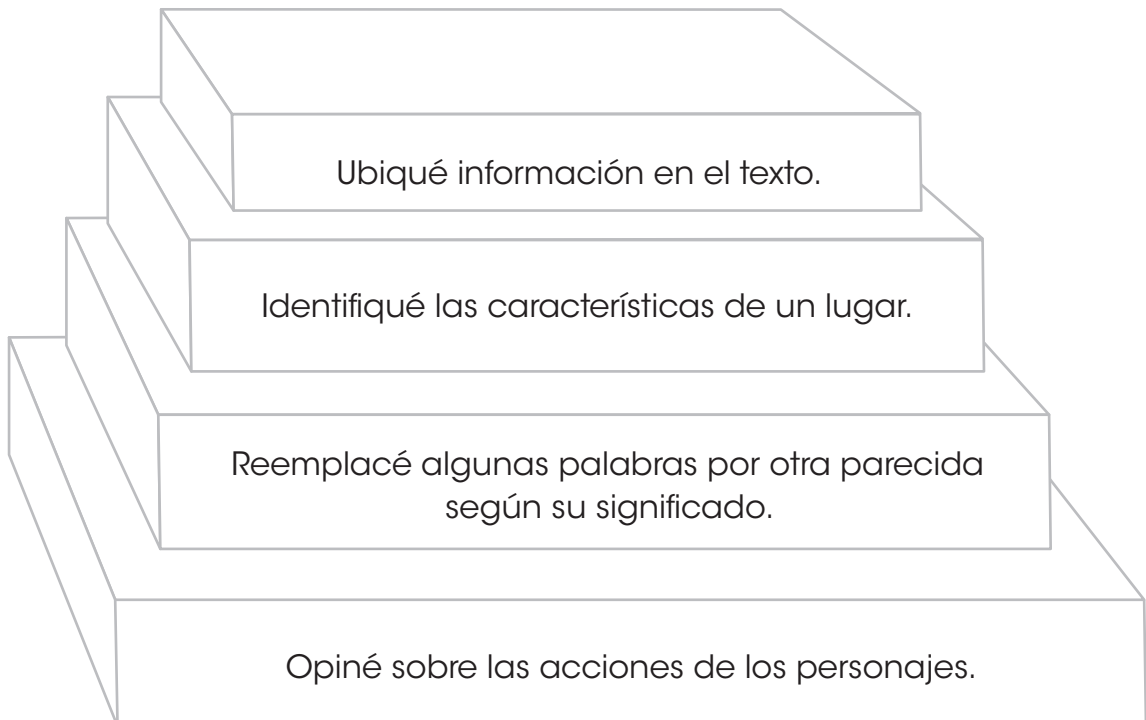 Ubiqué información en el texto.
Identifiqué las características de un lugar.
Reemplacé algunas palabras por otra parecida
según su significado.
Opiné sobre las acciones de los personajes.